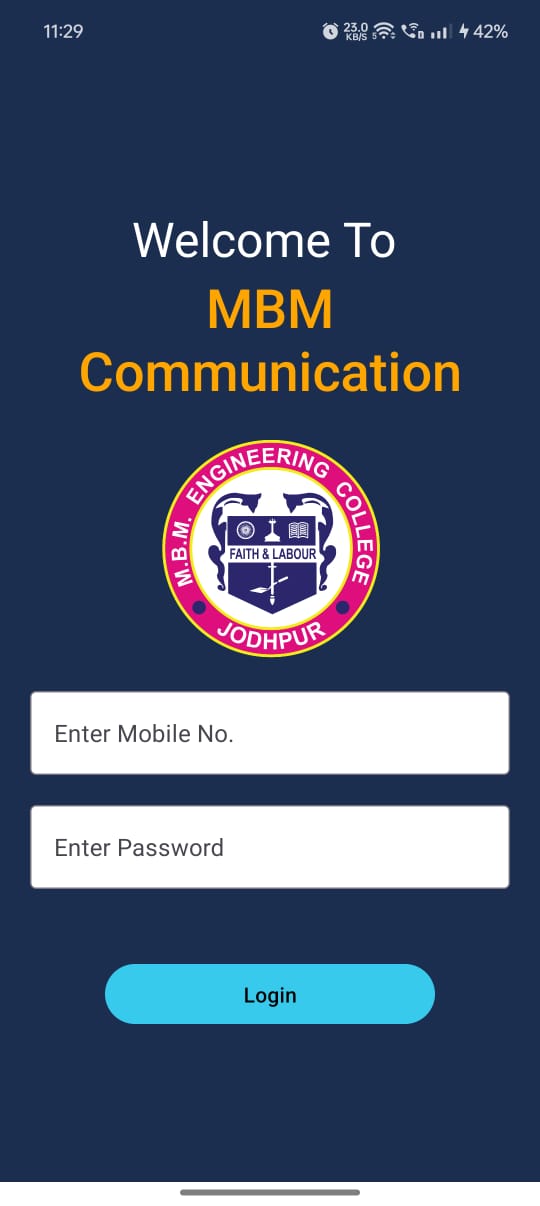 11:29
23.0
KB/S
5
42%
Welcome To
MBM
Communication
M.B.M. ENGINEERING COLLEGE
FAITH & LABOUR
JODHPUR
Enter Mobile No.
Enter Password
Login